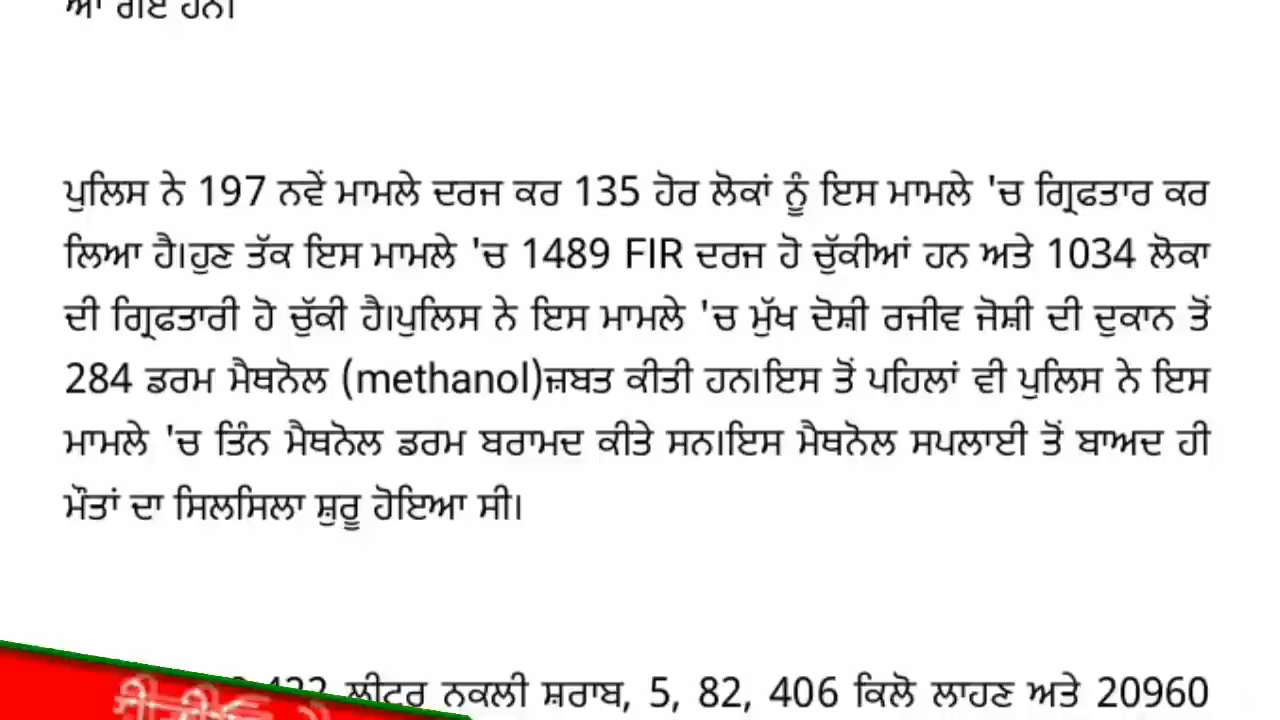 ਆ ਗਏ ਹਨ।
ਪੁਲਿਸ ਨੇ 197 ਨਵੇਂ ਮਾਮਲੇ ਦਰਜ ਕਰ 135 ਹੋਰ ਲੋਕਾਂ ਨੂੰ ਇਸ ਮਾਮਲੇ 'ਚ ਗ੍ਰਿਫਤਾਰ ਕਰ
ਲਿਆ ਹੈ।ਹੁਣ ਤੱਕ ਇਸ ਮਾਮਲੇ 'ਚ 1489 FIR ਦਰਜ ਹੋ ਚੁੱਕੀਆਂ ਹਨ ਅਤੇ 1034 ਲੋਕਾ
ਦੀ ਗ੍ਰਿਫਤਾਰੀ ਹੋ ਚੁੱਕੀ ਹੈ।ਪੁਲਿਸ ਨੇ ਇਸ ਮਾਮਲੇ 'ਚ ਮੁੱਖ ਦੋਸ਼ੀ ਰਜੀਵ ਜੋਸ਼ੀ ਦੀ ਦੁਕਾਨ ਤੋਂ
284 ਡਰਮ ਮੈਥਨੋਲ (methanol)ਜ਼ਬਤ ਕੀਤੀ ਹਨ।ਇਸ ਤੋਂ ਪਹਿਲਾਂ ਵੀ ਪੁਲਿਸ ਨੇ ਇਸ
ਮਾਮਲੇ 'ਚ ਤਿੰਨ ਮੈਥਨੋਲ ਡਰਮ ਬਰਾਮਦ ਕੀਤੇ ਸਨ।ਇਸ ਮੈਥਨੋਲ ਸਪਲਾਈ ਤੋਂ ਬਾਅਦ ਹੀ
ਮੌਤਾਂ ਦਾ ਸਿਲਸਿਲਾ ਸ਼ੁਰੂ ਹੋਇਆ ਸੀ।
ਲੀਟਰ ਨਕਲੀ ਸ਼ਰਾਬ, 5, 82, 406 ਕਿਲੋ ਲਾਹਣ ਅਤੇ 20960